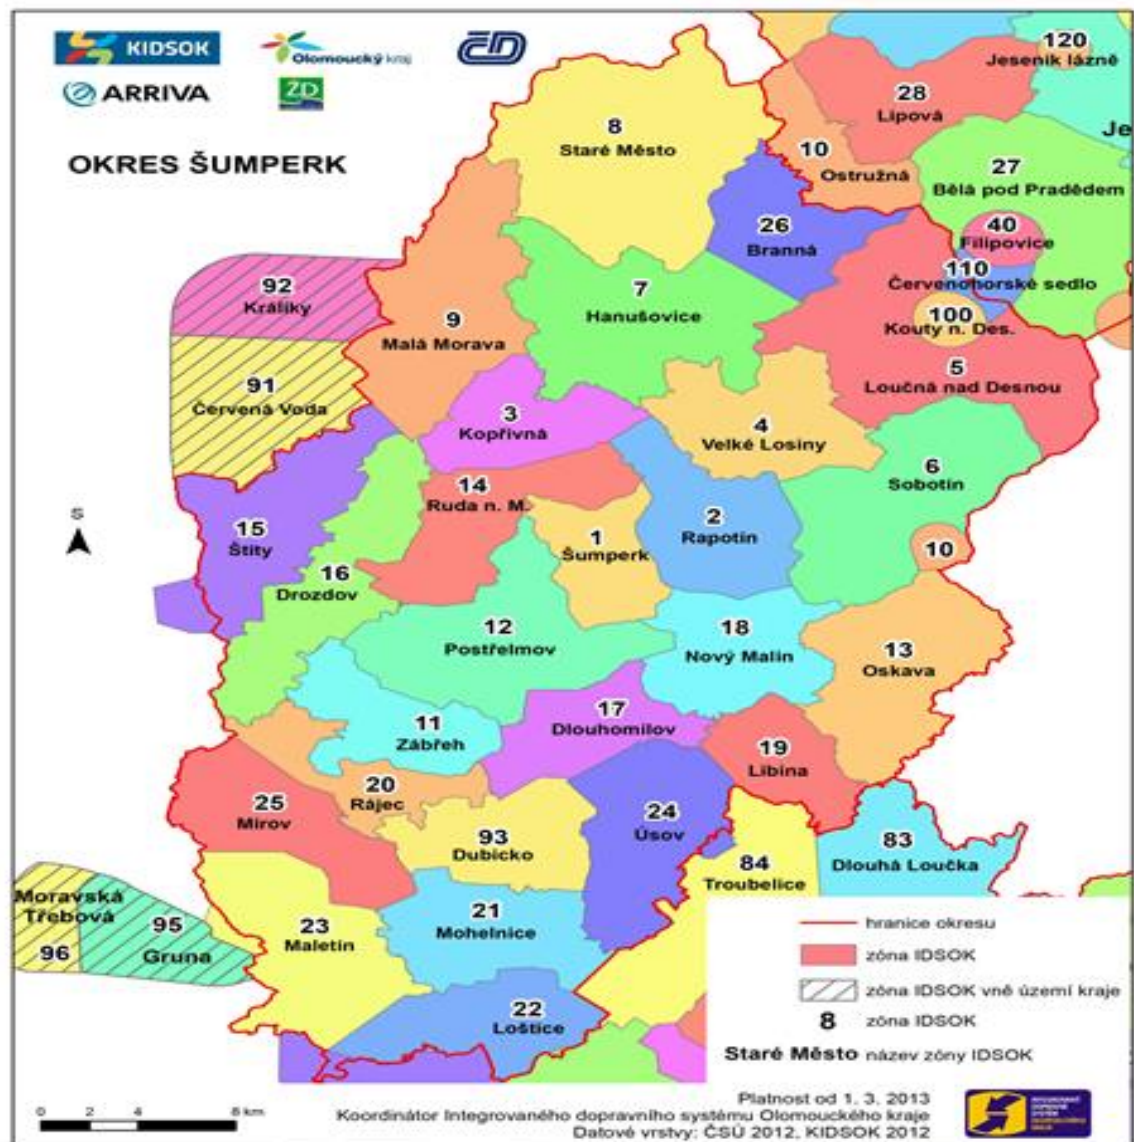 KIDSOK
Olomoucký kraj
ČD
ARRIVA
ŽD
OKRES ŠUMPERK
120
Jeseník lázně
28
Lipová
Je
8
Staré Město
10
Ostružná
27
Bělá pod Pradědem
26
Branná
40
Filipovice
110
Červenohorské sedlo
92
Králíky
7
Hanušovice
100
Kouty n. Des.
9
Malá Morava
5
Loučná nad Desnou
91
Červená Voda
3
Kopřivná
4
Velké Losiny
6
Sobotín
14
Ruda n. M.
S
15
Štíty
1
Šumperk
2
Rapotín
10
16
Drozdov
12
Postřelmov
18
Nový Malín
13
Oskava
17
Dlouhomilov
11
Zábřeh
19
Libina
20
Rájec
25
Mírov
24
Úsov
93
Dubicko
83
Dlouhá Loučka
84
Troubelice
Moravská
Třebová
96
95
Gruna
23
Maletín
21
Mohelnice
22
Loštice
hranice okresu
zóna IDSOK
zóna IDSOK vně území kraje
8 zóna IDSOK
Staré Město název zóny IDSOK
0 2 4 8 km
Platnost od 1. 3. 2013
Koordinátor Integrovaného dopravního systému Olomouckého kraje
Datové vrstvy: ČSÚ 2012, KIDSOK 2012